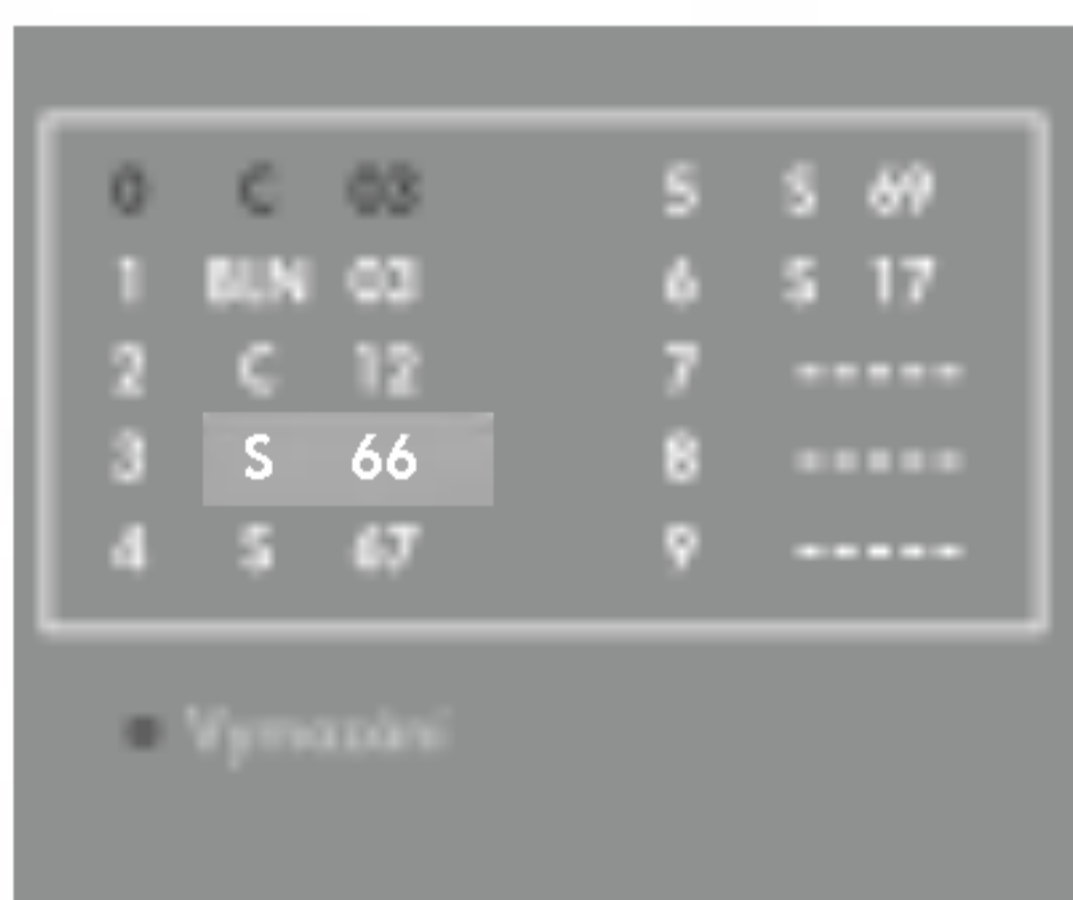 0 C 03 5 S 69
1 BLN 03 6 S 17
2 C 12 7 -----
3 S 66 8 -----
4 S 67 9 -----
Vymazání